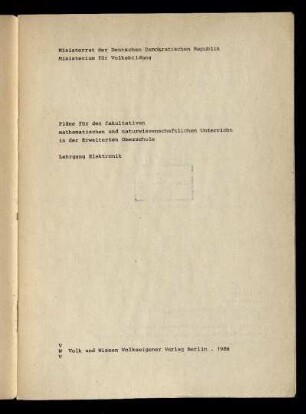 Ministerrat der Deutschen Demokratischen Republik
Ministerium für Volksbildung
Pläne für den fakultativen
mathematischen und naturwissenschaftlichen Unterricht
in der Erweiterten Oberschule
Lehrgang Elektronik
V
W Volk und Wissen Volkseigener Verlag Berlin . 1986
V